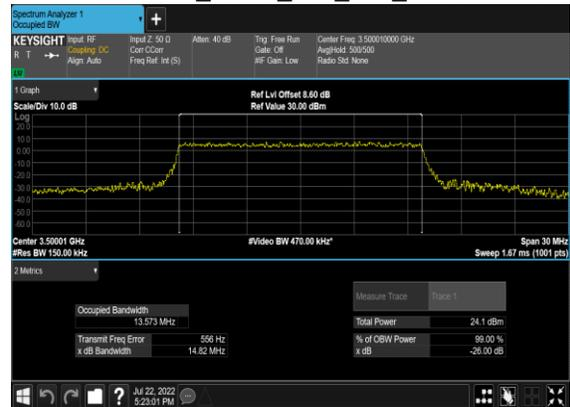 Spectrum Analyzer 1
Occupied BW
+
KEYSIGHT Input: RF Input Z: 50 Ω Atten: 40 dB Trig: Free Run Center Freq: 3.500010000 GHz
R T Coupling: DC Corr CCorr Gate: Off Avg|Hold: 500/500
Align: Auto Freq Ref: Int (S) #IF Gain: Low Radio Std: None
1 Graph
Ref Lvl Offset 8.60 dB
Scale/Div 10.0 dB Ref Value 30.00 dBm
Log
20.0
10.0
0.00
-10.0
-20.0
-30.0
-40.0
-50.0
-60.0
Center 3.50001 GHz #Video BW 470.00 kHz* Span 30 MHz
#Res BW 150.00 kHz Sweep 1.67 ms (1001 pts)
2 Metrics
Measure Trace Trace 1
Occupied Bandwidth
13.573 MHz Total Power 24.1 dBm
Transmit Freq Error 556 Hz % of OBW Power 99.00 %
x dB Bandwidth 14.82 MHz x dB -26.00 dB
? Jul 22, 2022
5:23:01 PM